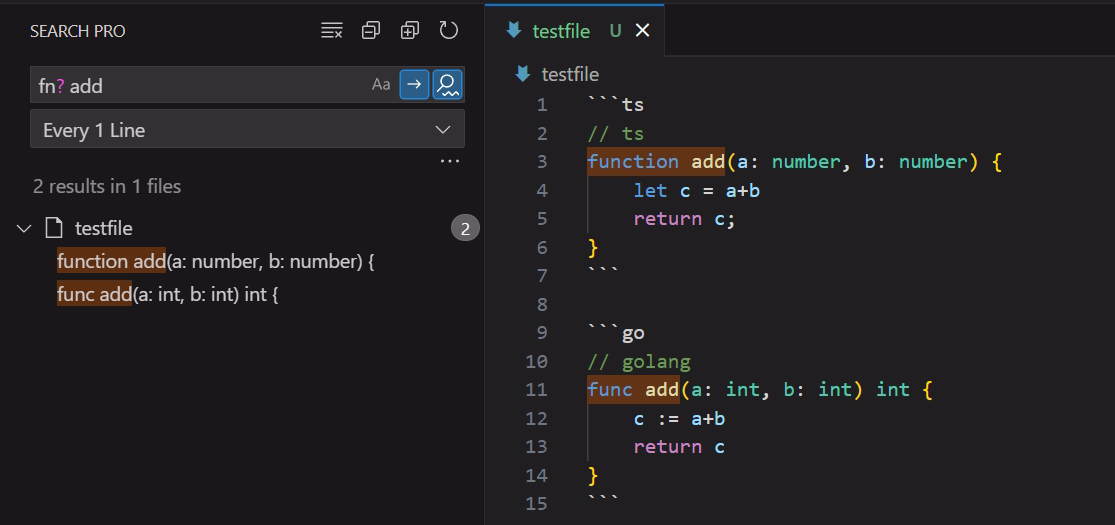 SEARCH PRO
fn? add
Aa
Every 1 Line
...
2 results in 1 files
testfile
2
function add(a: number, b: number) {
func add(a: int, b: int) int {
testfile U
testfile
1 ```ts
2 // ts
3 function add(a: number, b: number) {
4     let c = a+b
5     return c;
6 }
7 ```
8
9 ```go
10 // golang
11 func add(a: int, b: int) int {
12     c := a+b
13     return c
14 }
15 ```